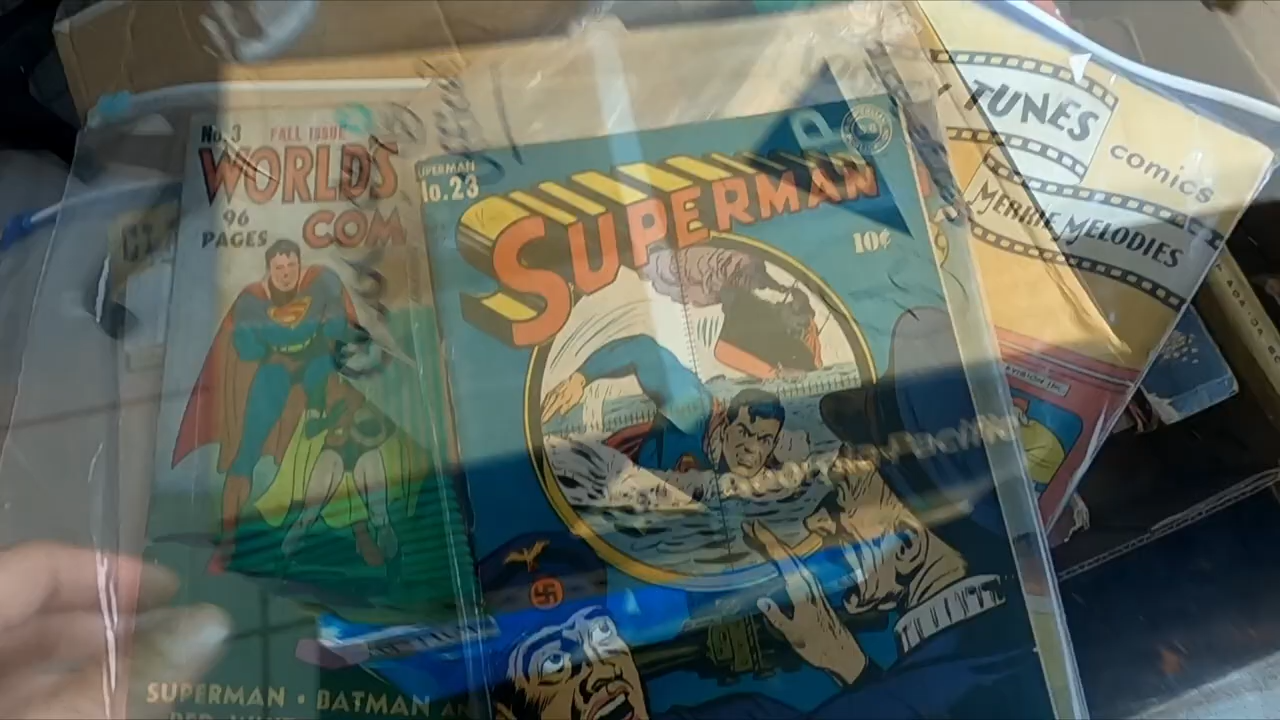 No. 3 FALL ISSUE
WORLD'S
COM
96
PAGES
SUPERMAN • BATMAN AN
UPERMAN
No. 23
SUPERMAN
10¢
TUNES
comics
MERRIE MELODIES